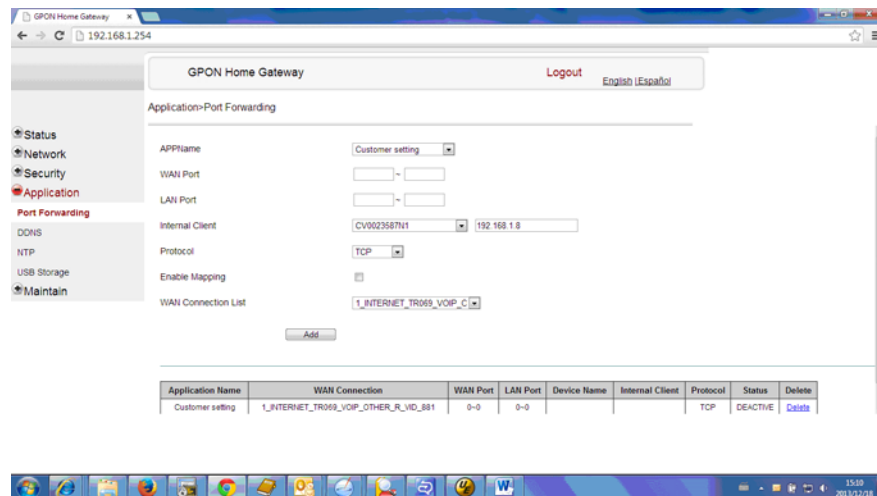 GPON Home Gateway
192.168.1.254
GPON Home Gateway
Logout
English |Español
Application>Port Forwarding
Status
Network
Security
Application
Port Forwarding
DDNS
NTP
USB Storage
Maintain
APPName
Customer setting
WAN Port
~
LAN Port
~
Internal Client
CV0023587N1
192.168.1.8
Protocol
TCP
Enable Mapping
WAN Connection List
1_INTERNET_TR069_VOIP_C
Add
Application Name WAN Connection WAN Port LAN Port Device Name Internal Client Protocol Status Delete
Customer setting 1_INTERNET_TR069_VOIP_OTHER_R_VID_881 0~0 0~0 TCP DEACTIVE Delete
15:10
2013/12/18